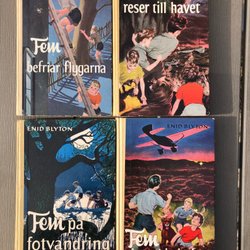 Fem
befriar flygarna
reser till havet
ENID BLYTON
Fem på
fotvandring
ENID BLYTON
Fem